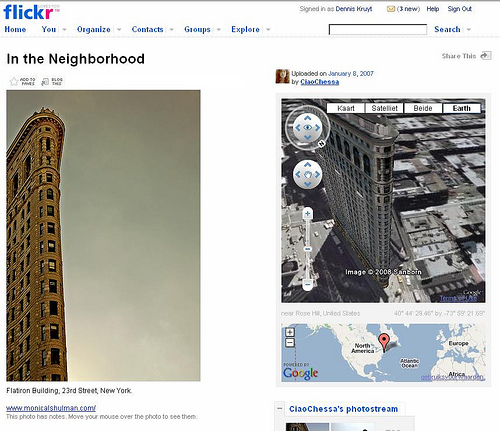 flickr
Signed in as Dennis Kruyt (3 new) Help Sign Out
Home You Organize Contacts Groups Explore Search
In the Neighborhood
Share This
ADD TO FAVES BLOG THIS
Uploaded on January 8, 2007
by CiaoChessa
Kaart Satelliet Beide Earth
N
Image © 2008 Sanborn
Google
Terms of Use
near Rose Hill, United States 40° 44' 29.46" by -73° 59' 21.69"
North America
Atlantic Ocean
Europe
Africa
POWERED BY
Google
gebruiksvoorwaarden
Flatiron Building, 23rd Street, New York.
www.monicalshulman.com/
This photo has notes. Move your mouse over the photo to see them.
CiaoChessa's photostream